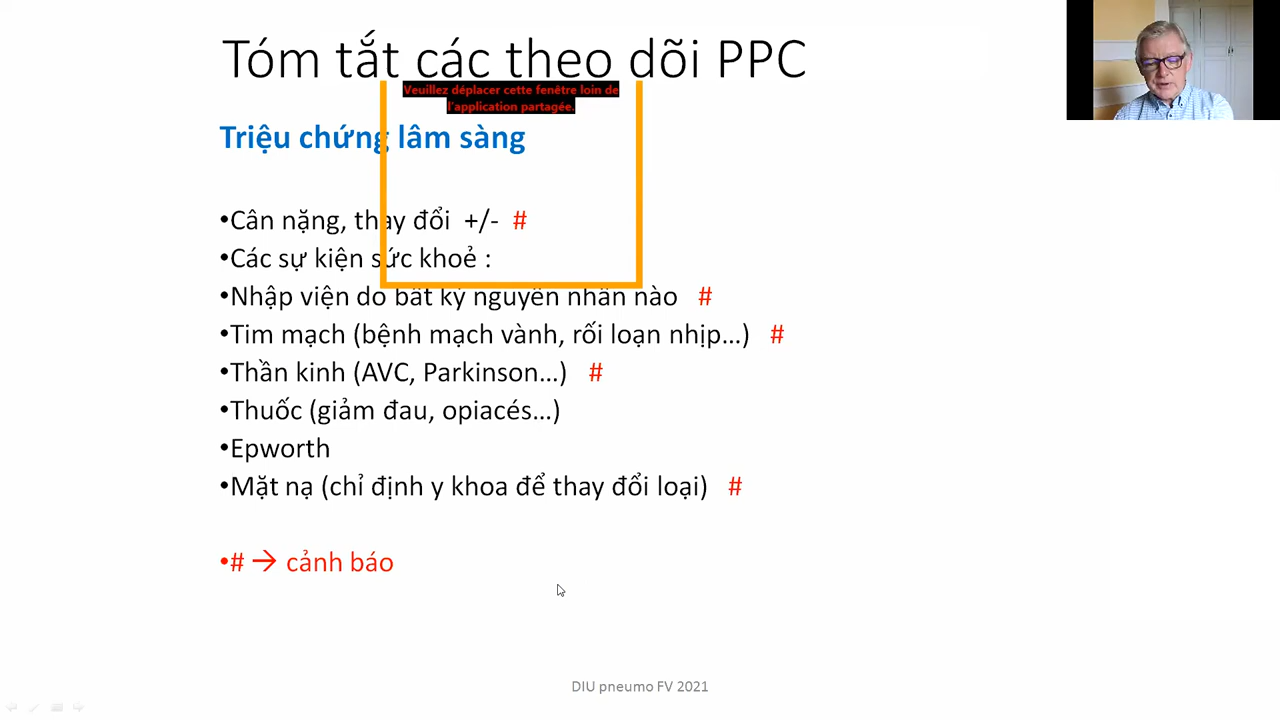 Tóm tắt các theo dõi PPC
Veuillez déplacer cette fenêtre loin de
l'application partagée.
Triệu chứng lâm sàng
•Cân nặng, thay đổi +/- #
•Các sự kiện sức khoẻ :
•Nhập viện do bất kỳ nguyên nhân nào #
•Tim mạch (bệnh mạch vành, rối loạn nhịp...) #
•Thần kinh (AVC, Parkinson...) #
•Thuốc (giảm đau, opiacés...)
•Epworth
•Mặt nạ (chỉ định y khoa để thay đổi loại) #
•# → cảnh báo
DIU pneumo FV 2021